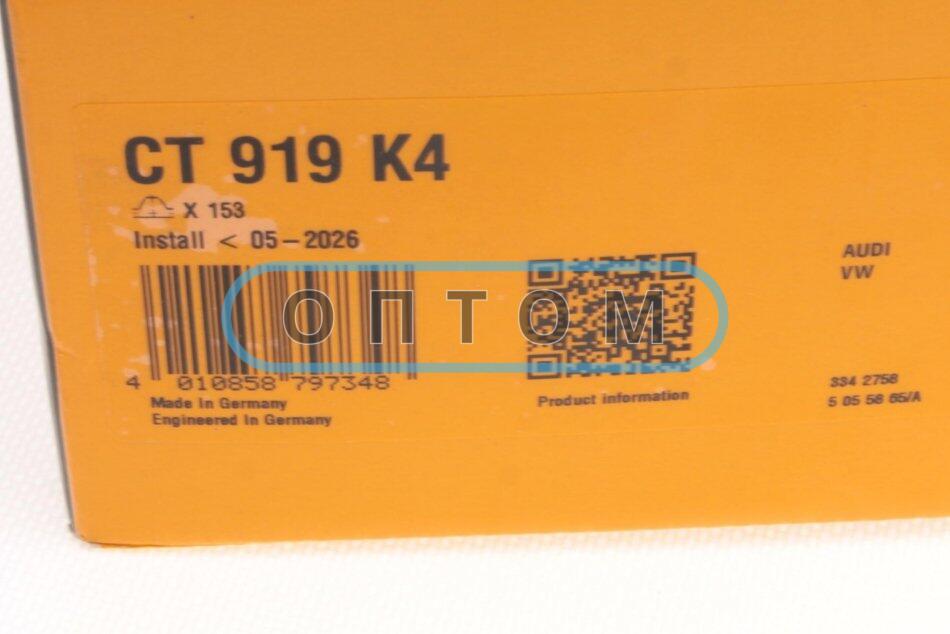 CT 919 K4
X 153
Install < 05-2026
ОПТОМ
4 010858 797348
Made In Germany
Engineered In Germany
Product information
AUDI
VW
334 2756
5 05 58 65/A